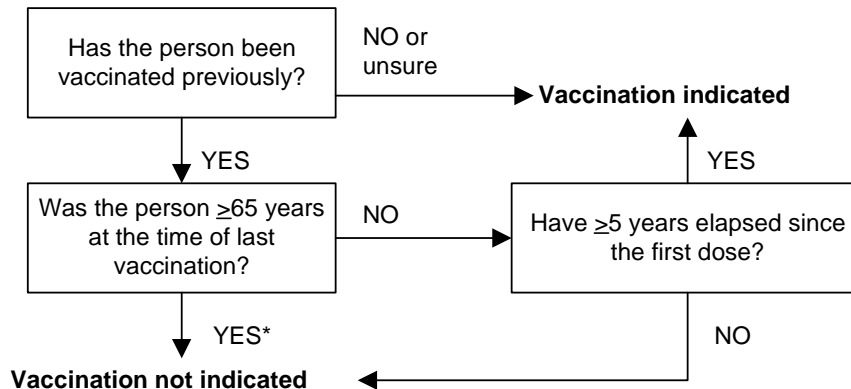 Has the person been
vaccinated previously?
NO or
unsure
Vaccination indicated
YES
YES
Was the person ≥65 years
at the time of last
vaccination?
NO
Have ≥5 years elapsed since
the first dose?
YES*
NO
Vaccination not indicated